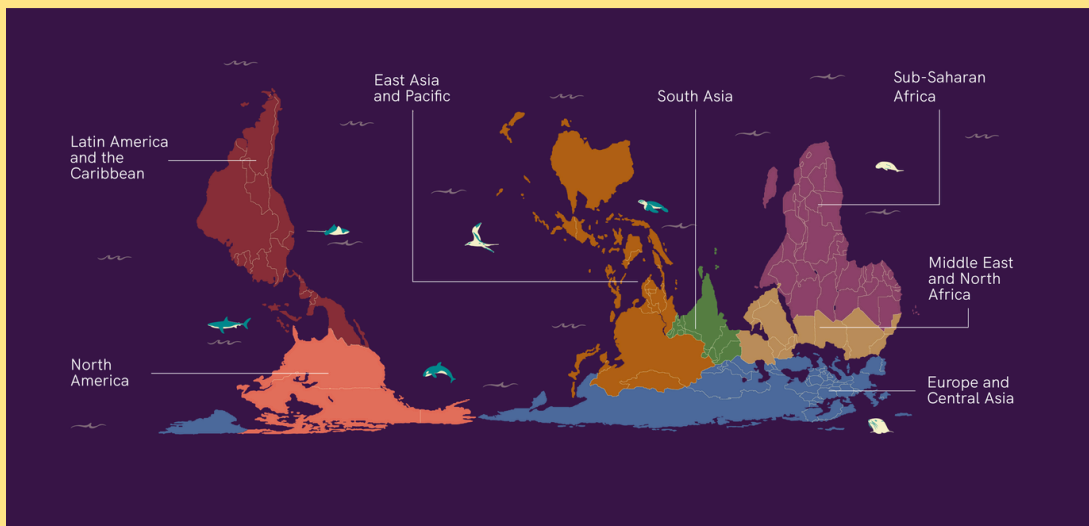 East Asia
and Pacific
South Asia
Sub-Saharan
Africa
Latin America
and the
Caribbean
Middle East
and North
Africa
North
America
Europe and
Central Asia